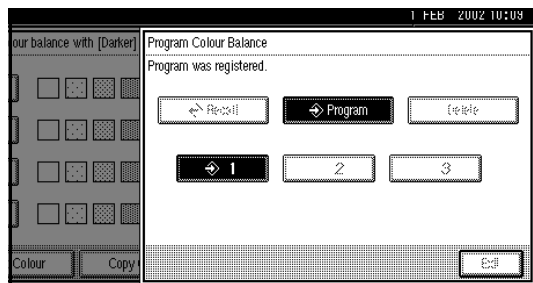 1 FEB 2002 10:09
our balance with [Darker]
Program Colour Balance
Program was registered.
Recall
Program
Delete
1
2
3
Colour
Copy
Exit